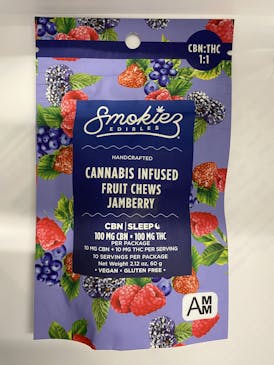 CBN:THC
1:1
Smokiez
EDIBLES
HANDCRAFTED
CANNABIS INFUSED
FRUIT CHEWS
JAMBERRY
CBN | SLEEP
100 MG CBN • 100 MG THC
PER PACKAGE
10 MG CBN • 10 MG THC PER SERVING
10 SERVINGS PER PACKAGE
Net Weight 2.12 oz, 60 g
• VEGAN • GLUTEN FREE •
AM
M